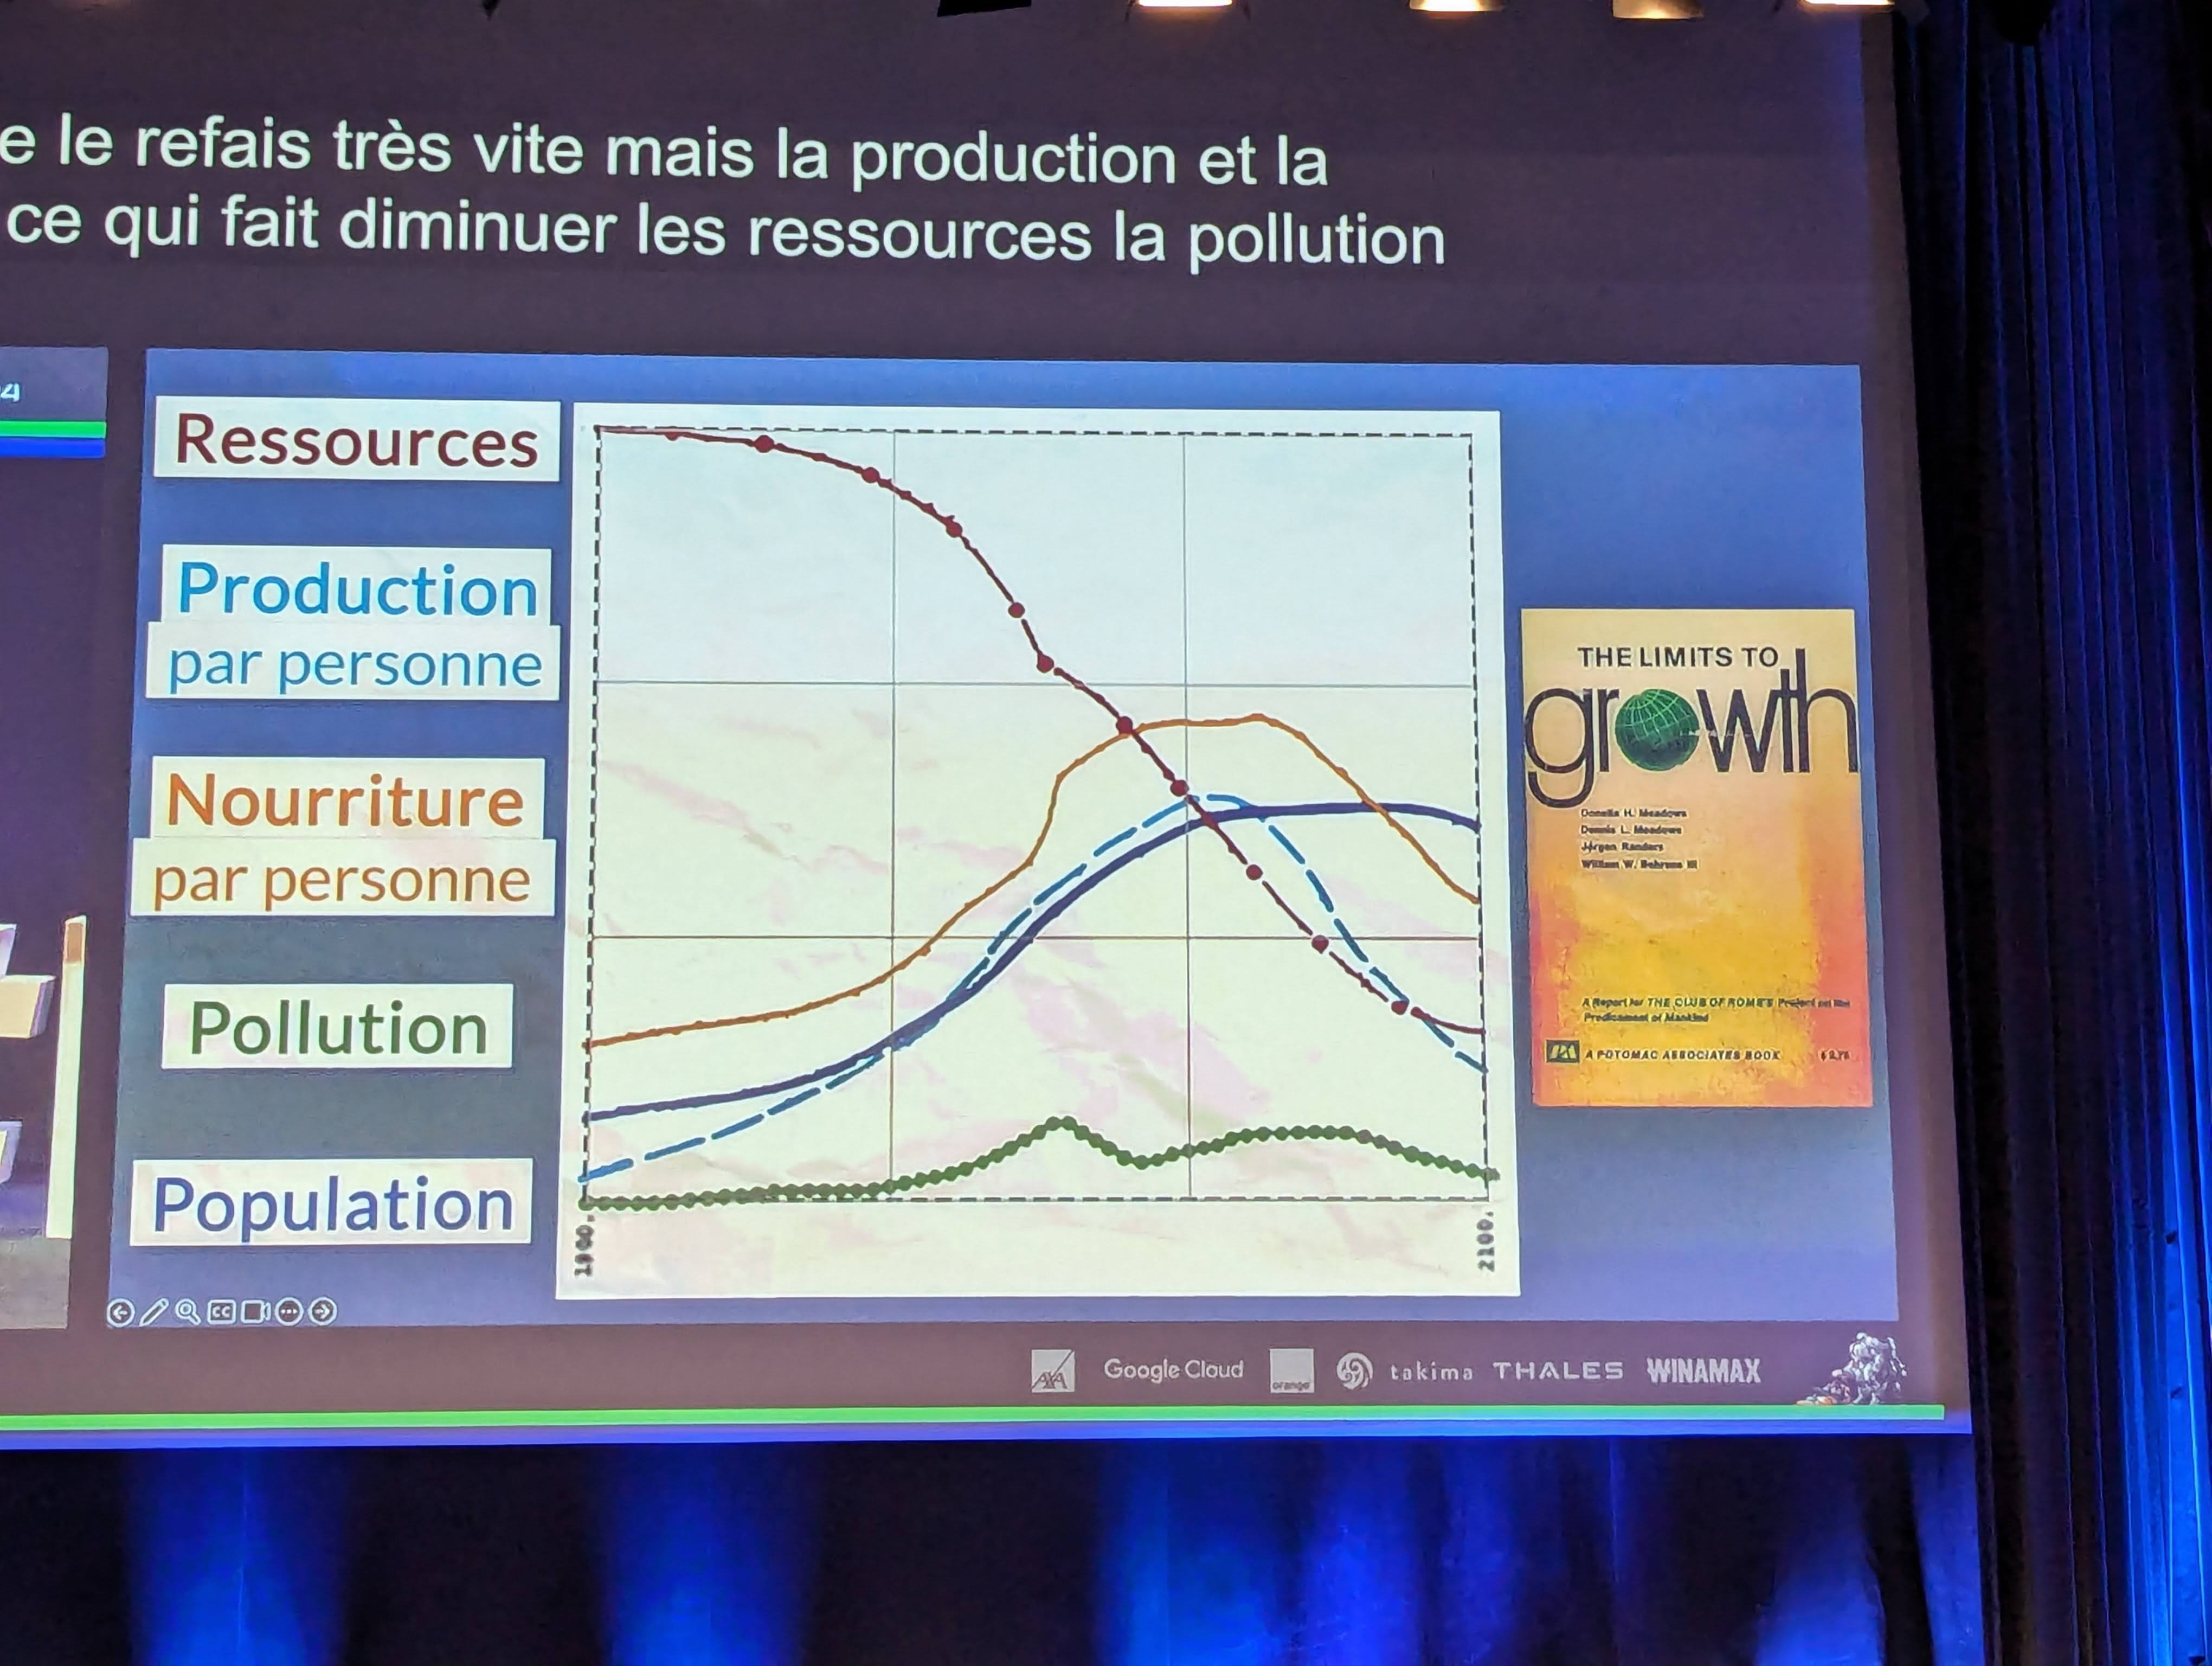 e le refais très vite mais la production et la
ce qui fait diminuer les ressources la pollution
4
Ressources
Production
par personne
Nourriture
par personne
Pollution
Population
1900.
2100.
THE LIMITS TO
growth
Donella H. Meadows
Dennis L. Meadows
Jørgen Randers
William W. Behrens III
A Report for THE CLUB OF ROME'S Project on the
Predicament of Mankind
A POTOMAC ASSOCIATES BOOK
CC
AXA
Google Cloud
orange
takima
THALES
WINAMAX